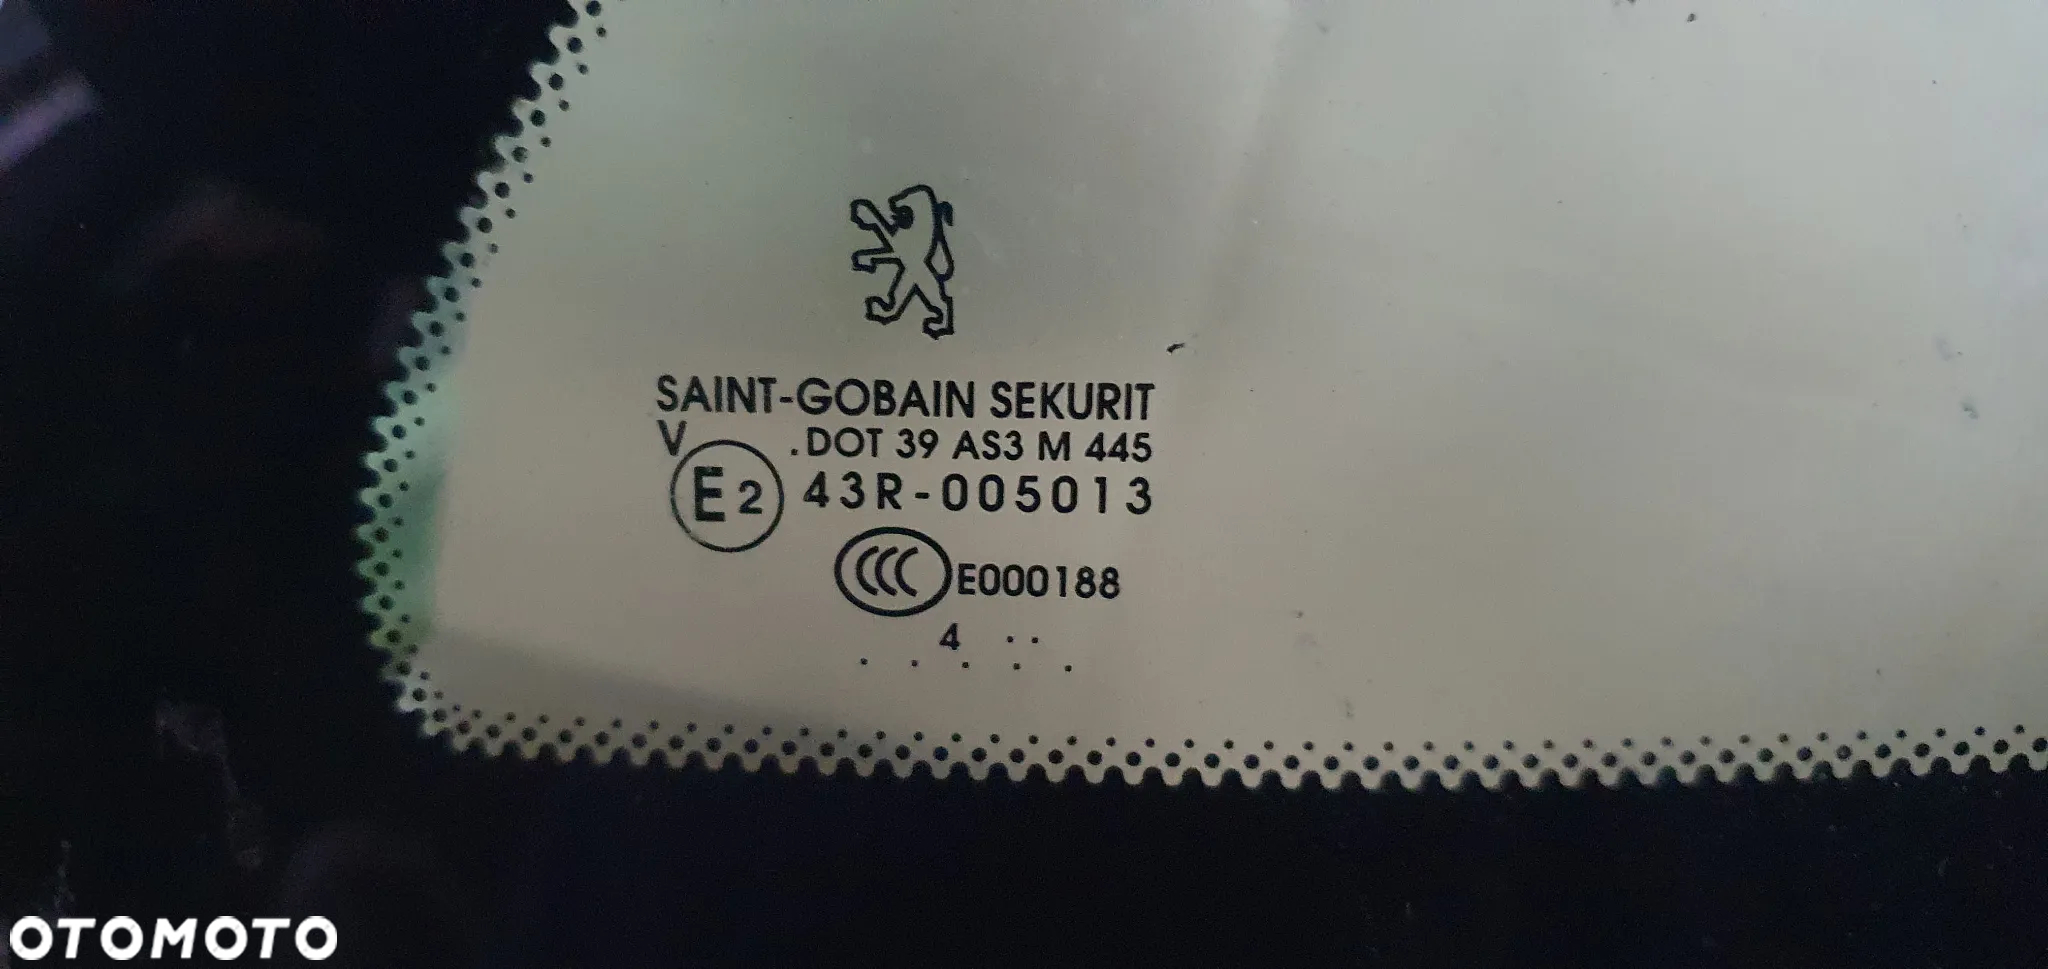 SAINT-GOBAIN SEKURIT
V .DOT 39 AS3 M 445
E2 43R-005013
CCC E000188
4 ..
. . . . .
OTOMOTO